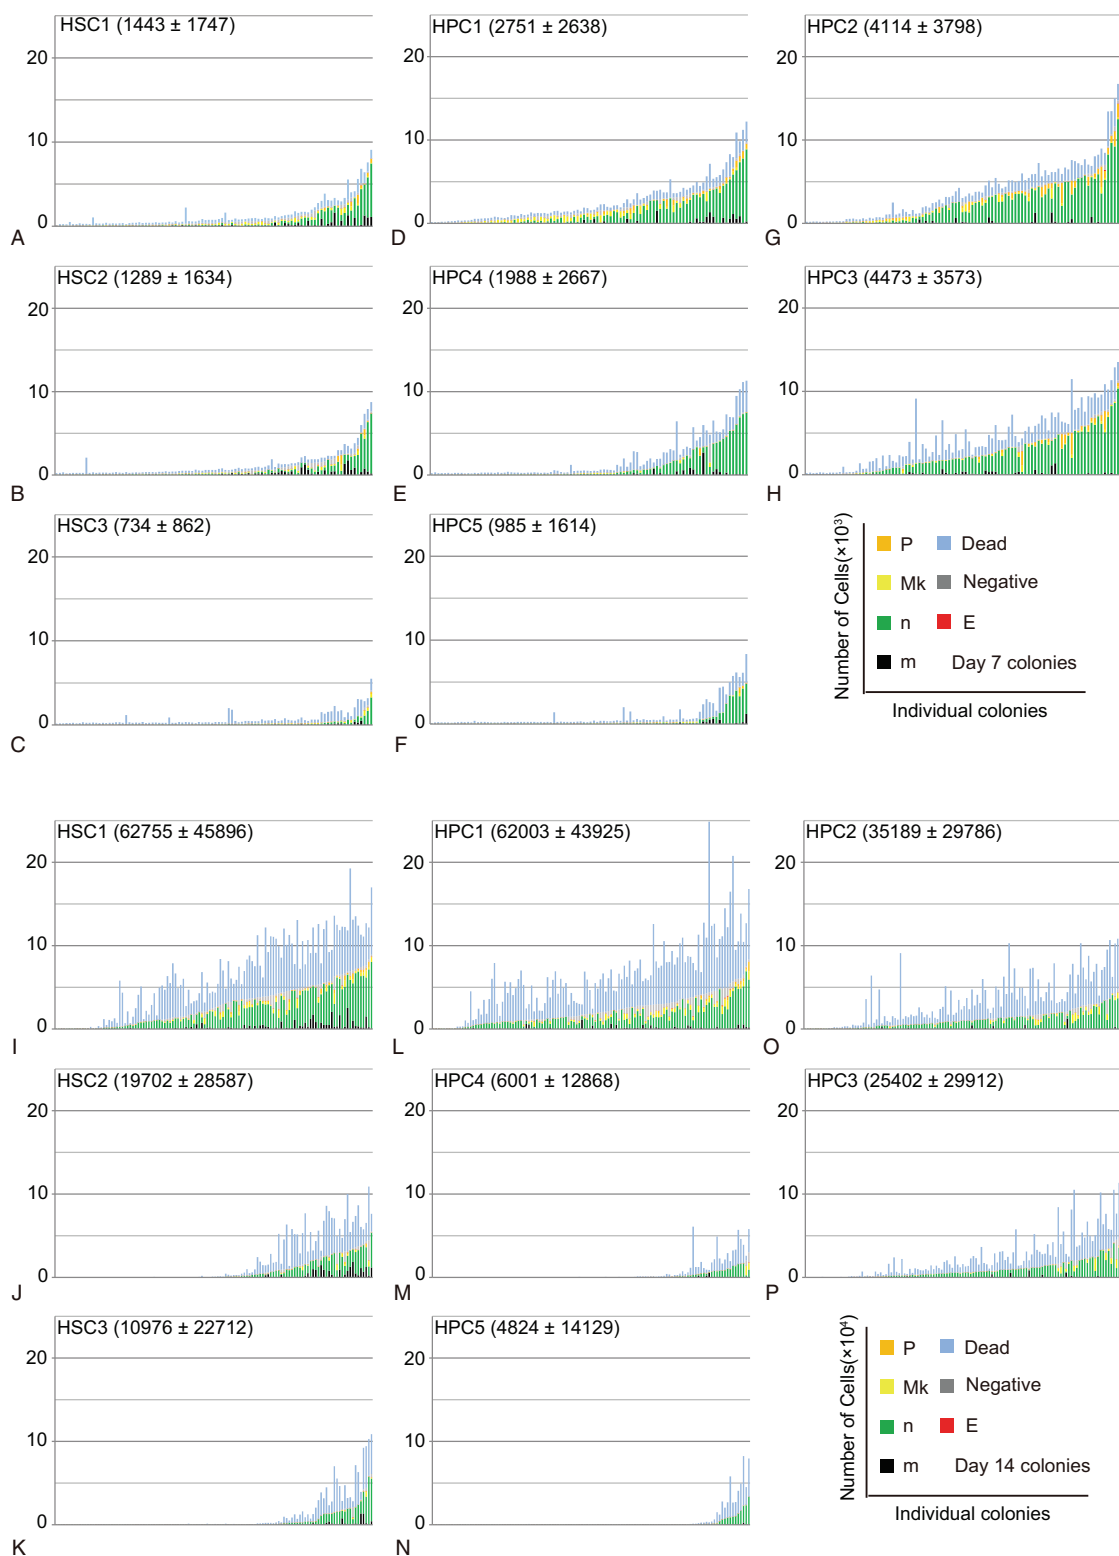 HSC1 (1443 ± 1747)
20
10
0
A
HPC1 (2751 ± 2638)
20
10
0
D
HPC2 (4114 ± 3798)
20
10
0
G
HSC2 (1289 ± 1634)
20
10
0
B
HPC4 (1988 ± 2667)
20
10
0
E
HPC3 (4473 ± 3573)
20
10
0
H
HSC3 (734 ± 862)
20
10
0
C
HPC5 (985 ± 1614)
20
10
0
F
Number of Cells(×10³)
P Dead
Mk Negative
n E
m Day 7 colonies
Individual colonies
HSC1 (62755 ± 45896)
20
10
0
I
HPC1 (62003 ± 43925)
20
10
0
L
HPC2 (35189 ± 29786)
20
10
0
O
HSC2 (19702 ± 28587)
20
10
0
J
HPC4 (6001 ± 12868)
20
10
0
M
HPC3 (25402 ± 29912)
20
10
0
P
HSC3 (10976 ± 22712)
20
10
0
K
HPC5 (4824 ± 14129)
20
10
0
N
Number of Cells(×10⁴)
P Dead
Mk Negative
n E
m Day 14 colonies
Individual colonies